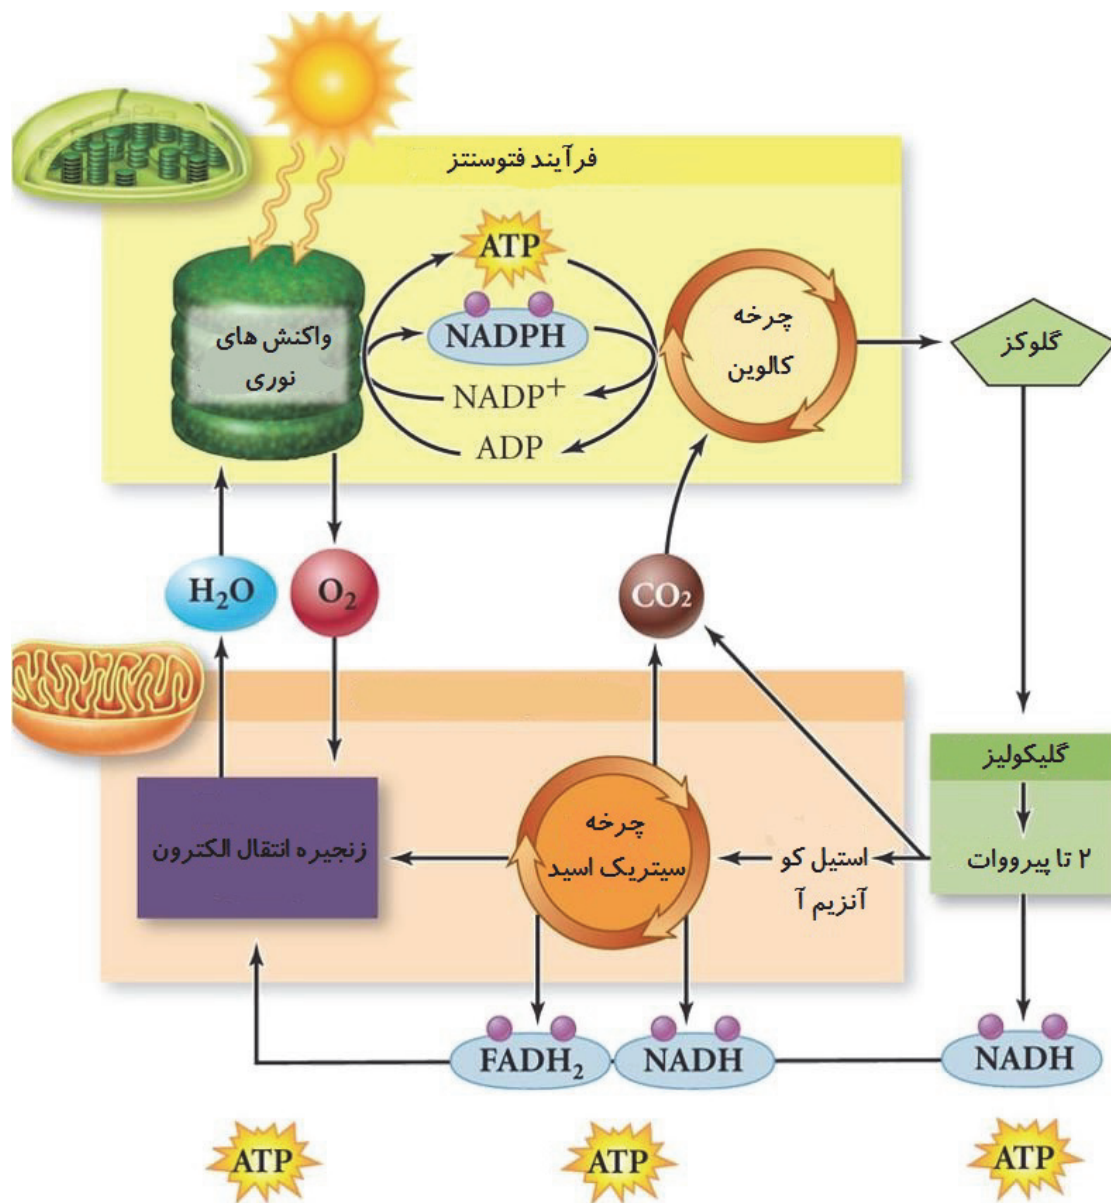 فرآیند فتوسنتز
ATP
واکنش های
نوری
NADPH
چرخه
کالوین
گلوکز
NADP+
ADP
H₂O
O₂
CO₂
گلیکولیز
زنجیره انتقال الکترون
چرخه
سیتریک اسید
استیل کو
آنزیم آ
۲ تا پیرووات
FADH₂
NADH
NADH
ATP
ATP
ATP